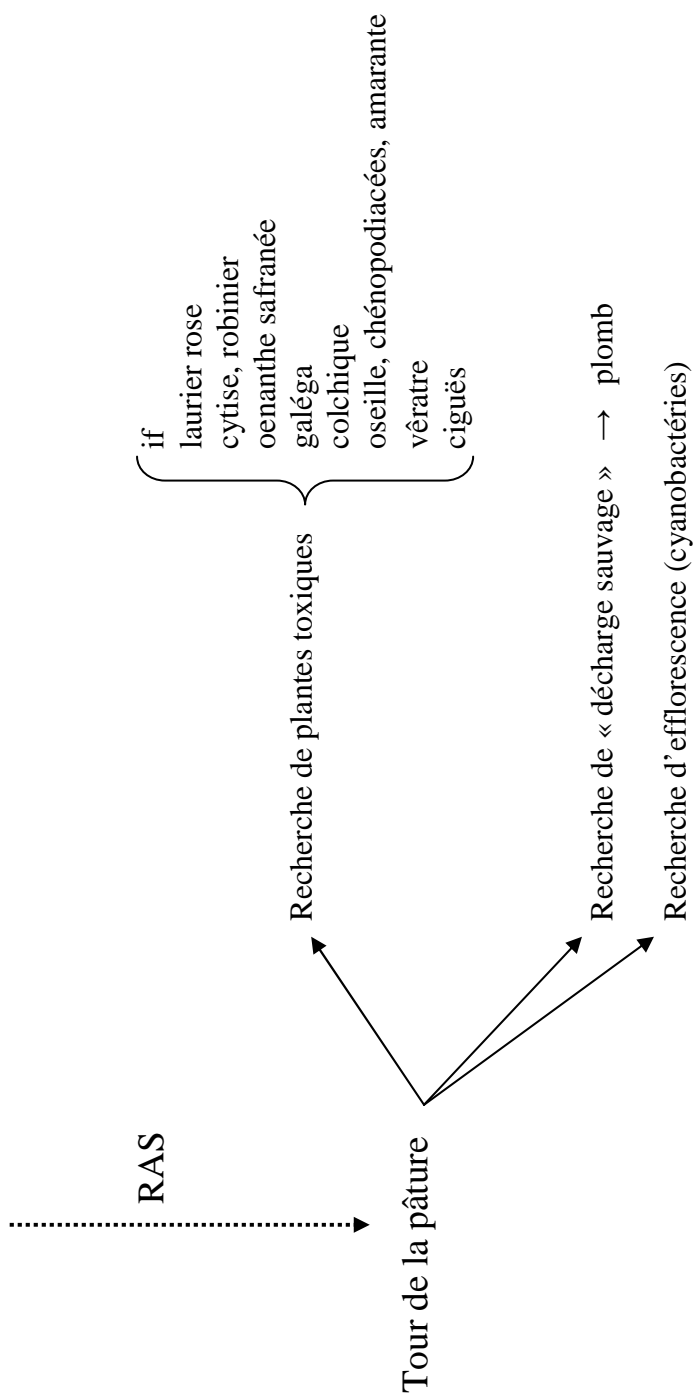 RAS
Tour de la pâture
Recherche de plantes toxiques
if
laurier rose
cytise, robinier
oenanthe safranée
galéga
colchique
oseille, chénopodiacées, amarante
vêratre
ciguës
Recherche de « décharge sauvage » → plomb
Recherche d’efflorescence (cyanobactéries)